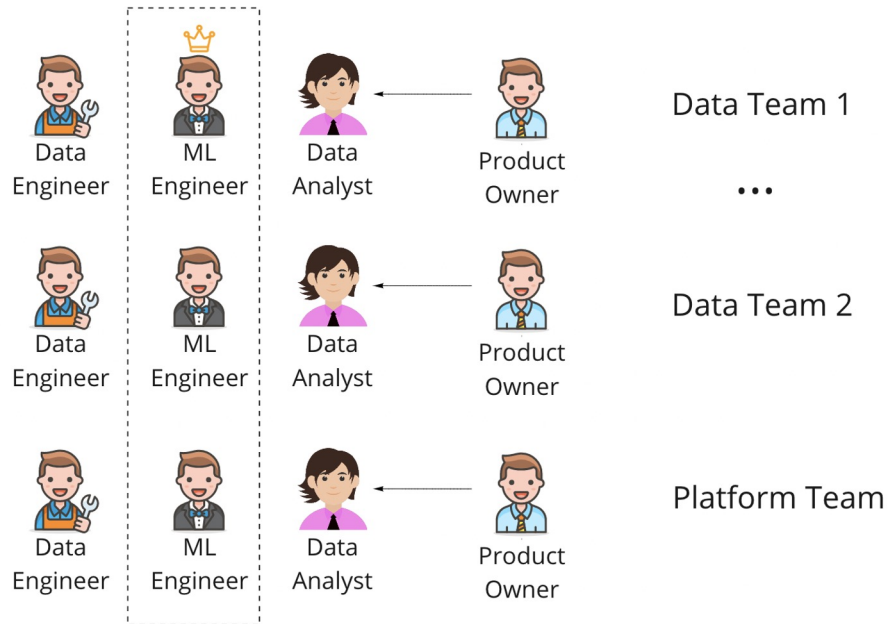 Data Engineer
ML Engineer
Data Analyst
Product Owner
Data Team 1
...
Data Engineer
ML Engineer
Data Analyst
Product Owner
Data Team 2
Data Engineer
ML Engineer
Data Analyst
Product Owner
Platform Team